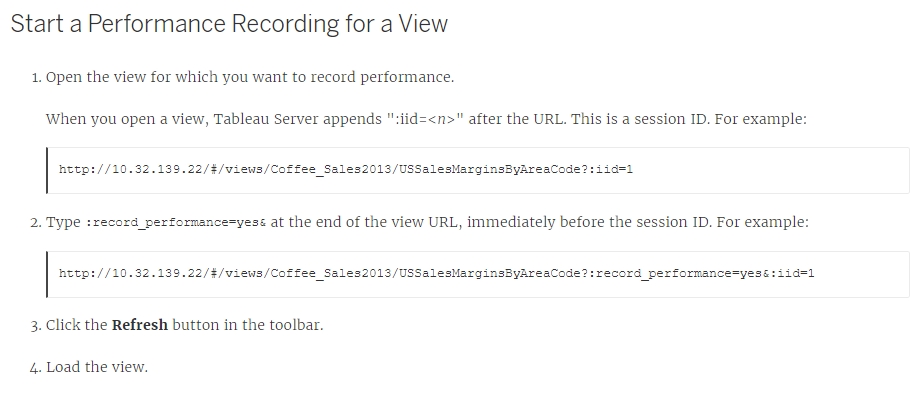 Start a Performance Recording for a View
1. Open the view for which you want to record performance.
When you open a view, Tableau Server appends ":iid=<n>" after the URL. This is a session ID. For example:
http://10.32.139.22/#/views/Coffee_Sales2013/USSalesMarginsByAreaCode?:iid=1
2. Type :record_performance=yes& at the end of the view URL, immediately before the session ID. For example:
http://10.32.139.22/#/views/Coffee_Sales2013/USSalesMarginsByAreaCode?:record_performance=yes&:iid=1
3. Click the Refresh button in the toolbar.
4. Load the view.